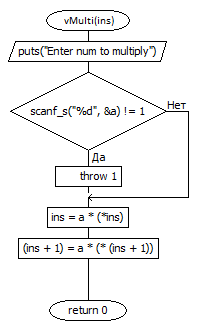 vMulti(ins)
puts("Enter num to multiply")
scanf_s("%d", &a) != 1
Нет
Да
throw 1
ins = a * (*ins)
(ins + 1) = a * (* (ins + 1))
return 0